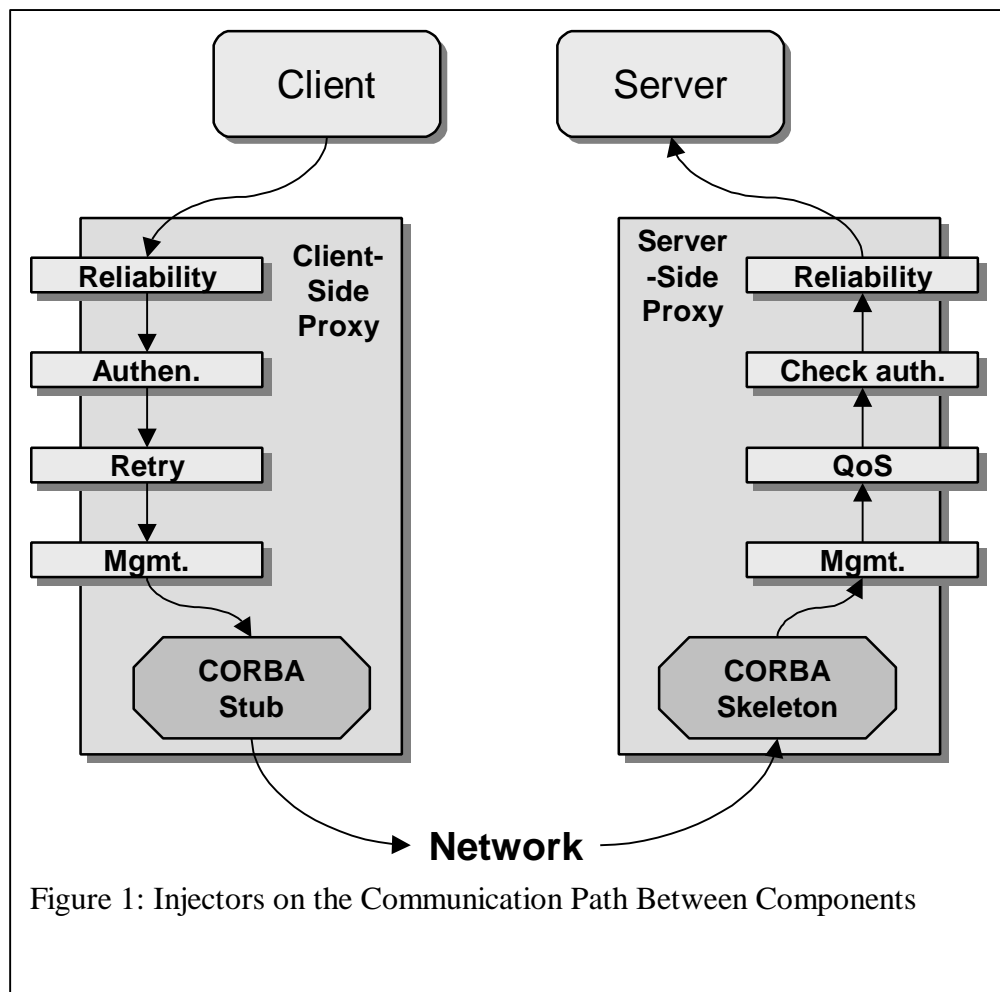 Client
Server
Client-
Side
Proxy
Reliability
Authen.
Retry
Mgmt.
CORBA
Stub
Server
-Side
Proxy
Reliability
Check auth.
QoS
Mgmt.
CORBA
Skeleton
Network
Figure 1: Injectors on the Communication Path Between Components